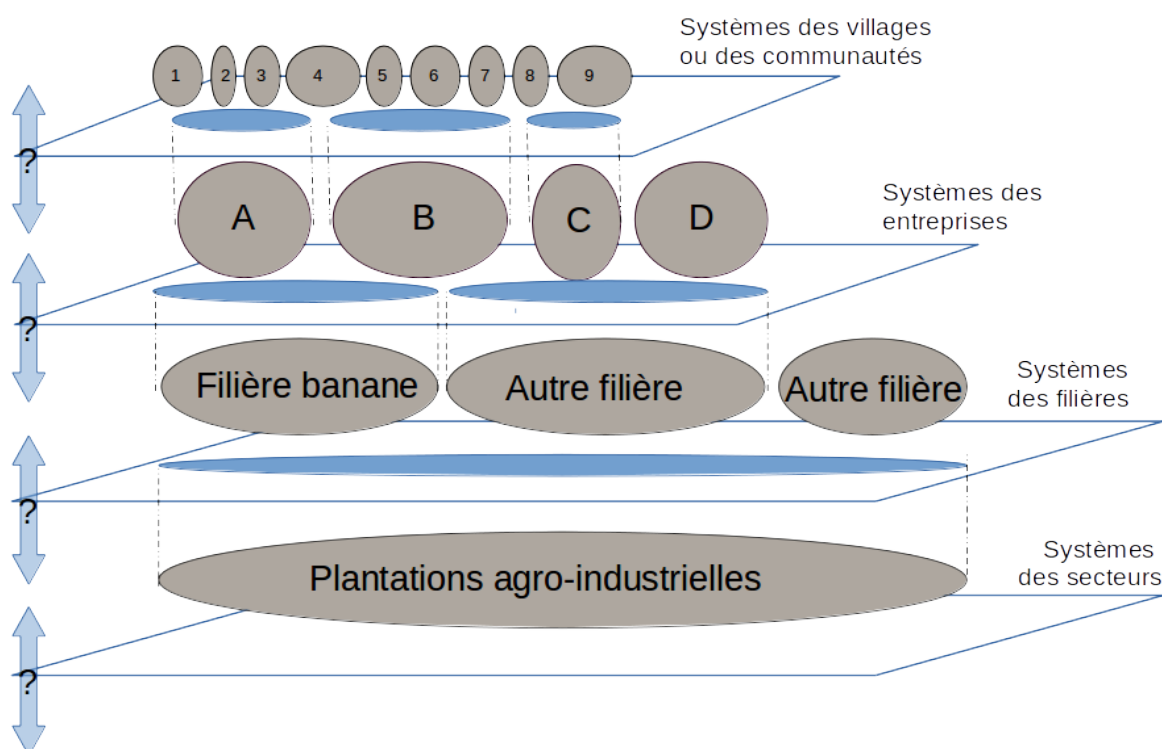 Systèmes des villages
ou des communautés
1 2 3 4 5 6 7 8 9
?
A B C D
Systèmes des
entreprises
?
Filière banane Autre filière Autre filière
Systèmes
des filières
?
Plantations agro-industrielles
Systèmes
des secteurs
?